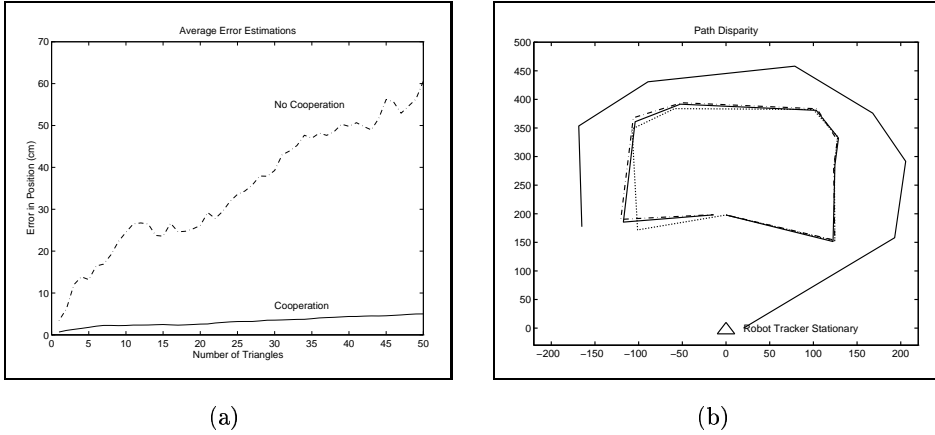 Average Error Estimations
70
60
50
40
30
20
10
0
Error in Position (cm)
No Cooperation
Cooperation
0 5 10 15 20 25 30 35 40 45 50
Number of Triangles
(a)
Path Disparity
500
450
400
350
300
250
200
150
100
50
0
Robot Tracker Stationary
−200 −150 −100 −50 0 50 100 150 200
(b)